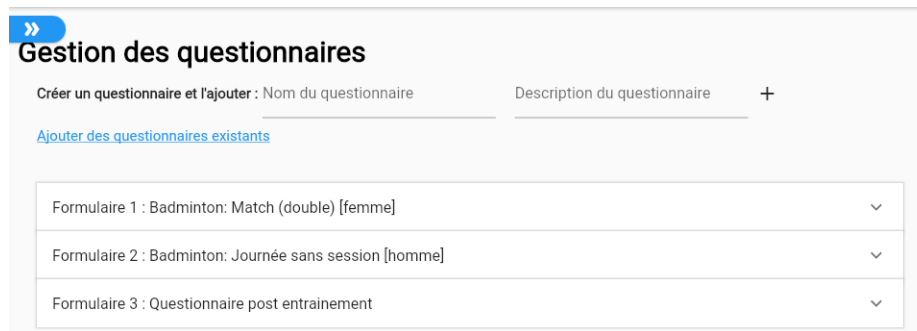 Gestion des questionnaires
Créer un questionnaire et l'ajouter : Nom du questionnaire Description du questionnaire +
Ajouter des questionnaires existants
Formulaire 1 : Badminton: Match (double) [femme]
Formulaire 2 : Badminton: Journée sans session [homme]
Formulaire 3 : Questionnaire post entrainement